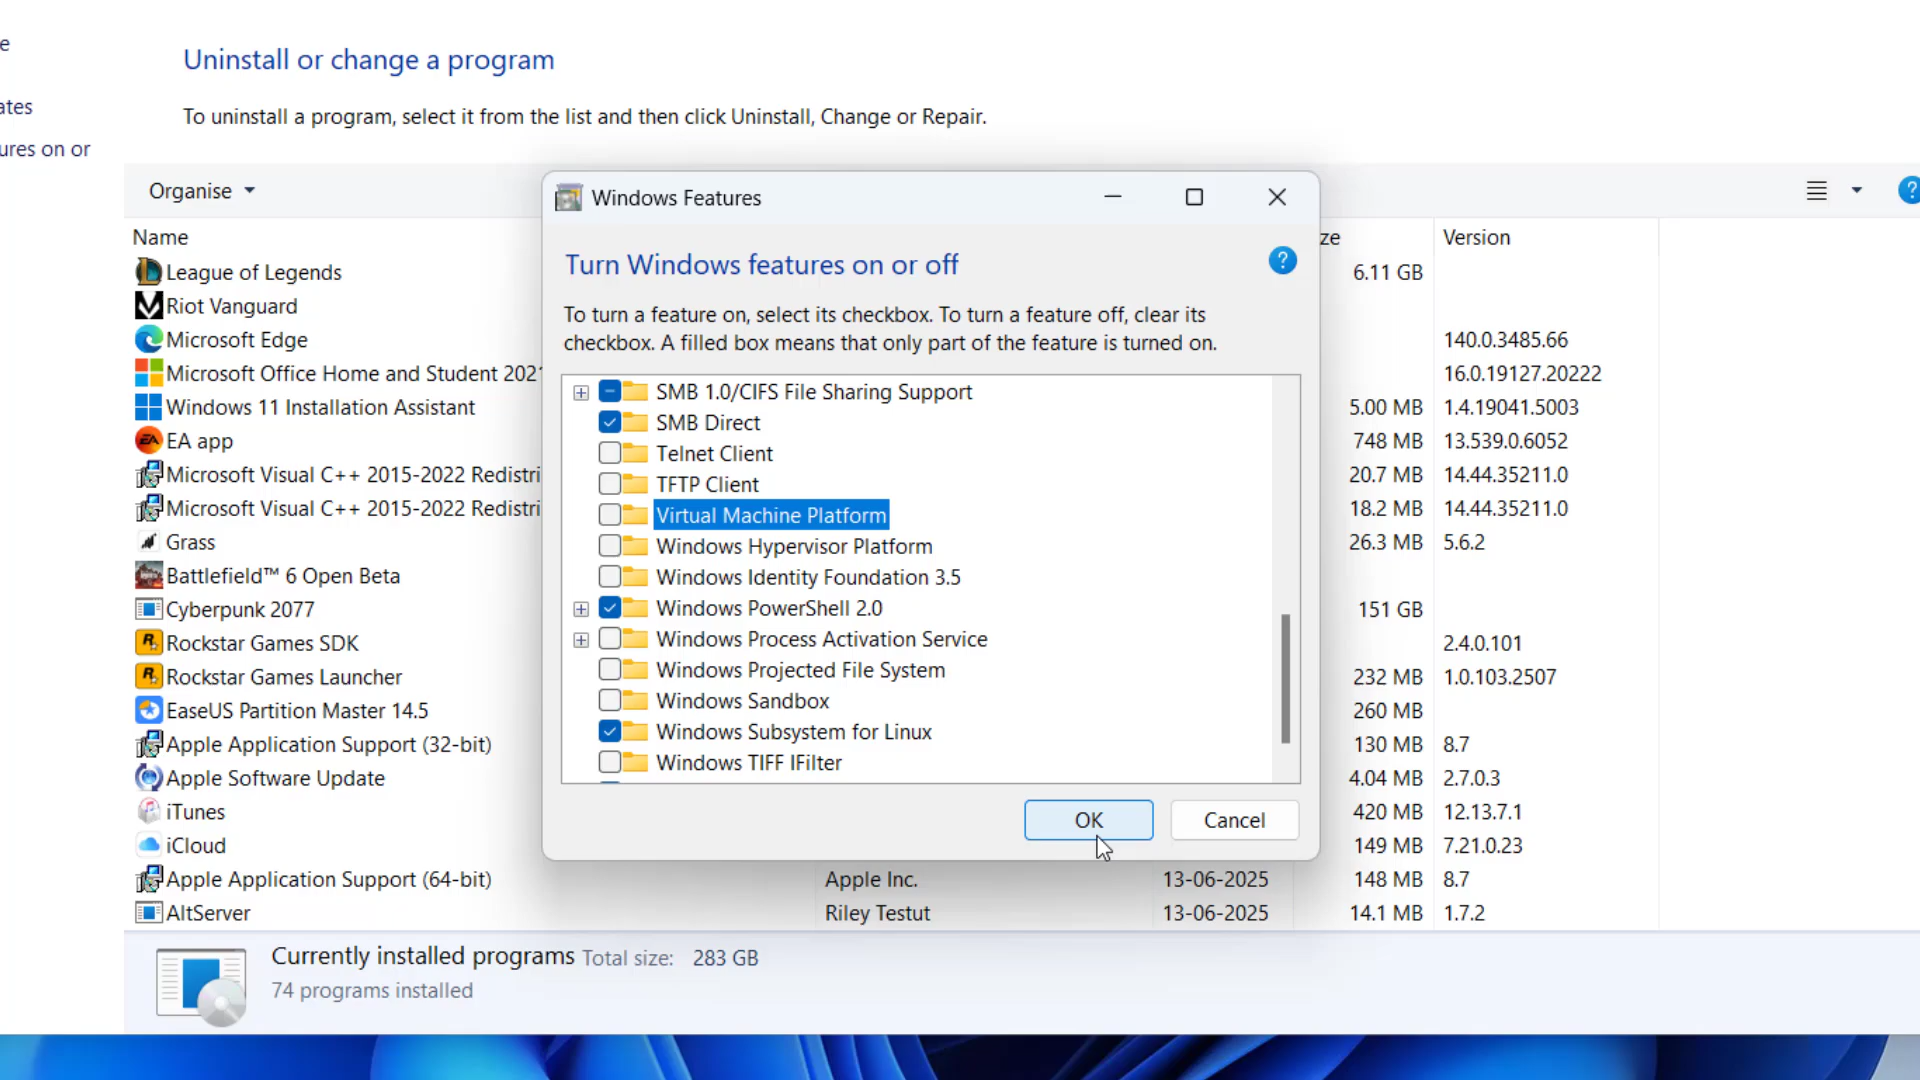 e
ates
ures on or
Uninstall or change a program
To uninstall a program, select it from the list and then click Uninstall, Change or Repair.
Organise
Name
ze
Version
League of Legends
6.11 GB
Riot Vanguard
Microsoft Edge
140.0.3485.66
Microsoft Office Home and Student 202
16.0.19127.20222
Windows 11 Installation Assistant
5.00 MB
1.4.19041.5003
EA app
748 MB
13.539.0.6052
Microsoft Visual C++ 2015-2022 Redistri
20.7 MB
14.44.35211.0
Microsoft Visual C++ 2015-2022 Redistri
18.2 MB
14.44.35211.0
Grass
26.3 MB
5.6.2
Battlefield™ 6 Open Beta
Cyberpunk 2077
151 GB
Rockstar Games SDK
2.4.0.101
Rockstar Games Launcher
232 MB
1.0.103.2507
EaseUS Partition Master 14.5
260 MB
Apple Application Support (32-bit)
130 MB
8.7
Apple Software Update
4.04 MB
2.7.0.3
iTunes
420 MB
12.13.7.1
iCloud
149 MB
7.21.0.23
Apple Application Support (64-bit)
Apple Inc.
13-06-2025
148 MB
8.7
AltServer
Riley Testut
13-06-2025
14.1 MB
1.7.2
Currently installed programs Total size: 283 GB
74 programs installed
Windows Features
Turn Windows features on or off
?
To turn a feature on, select its checkbox. To turn a feature off, clear its
checkbox. A filled box means that only part of the feature is turned on.
SMB 1.0/CIFS File Sharing Support
SMB Direct
Telnet Client
TFTP Client
Virtual Machine Platform
Windows Hypervisor Platform
Windows Identity Foundation 3.5
Windows PowerShell 2.0
Windows Process Activation Service
Windows Projected File System
Windows Sandbox
Windows Subsystem for Linux
Windows TIFF IFilter
OK
Cancel
?